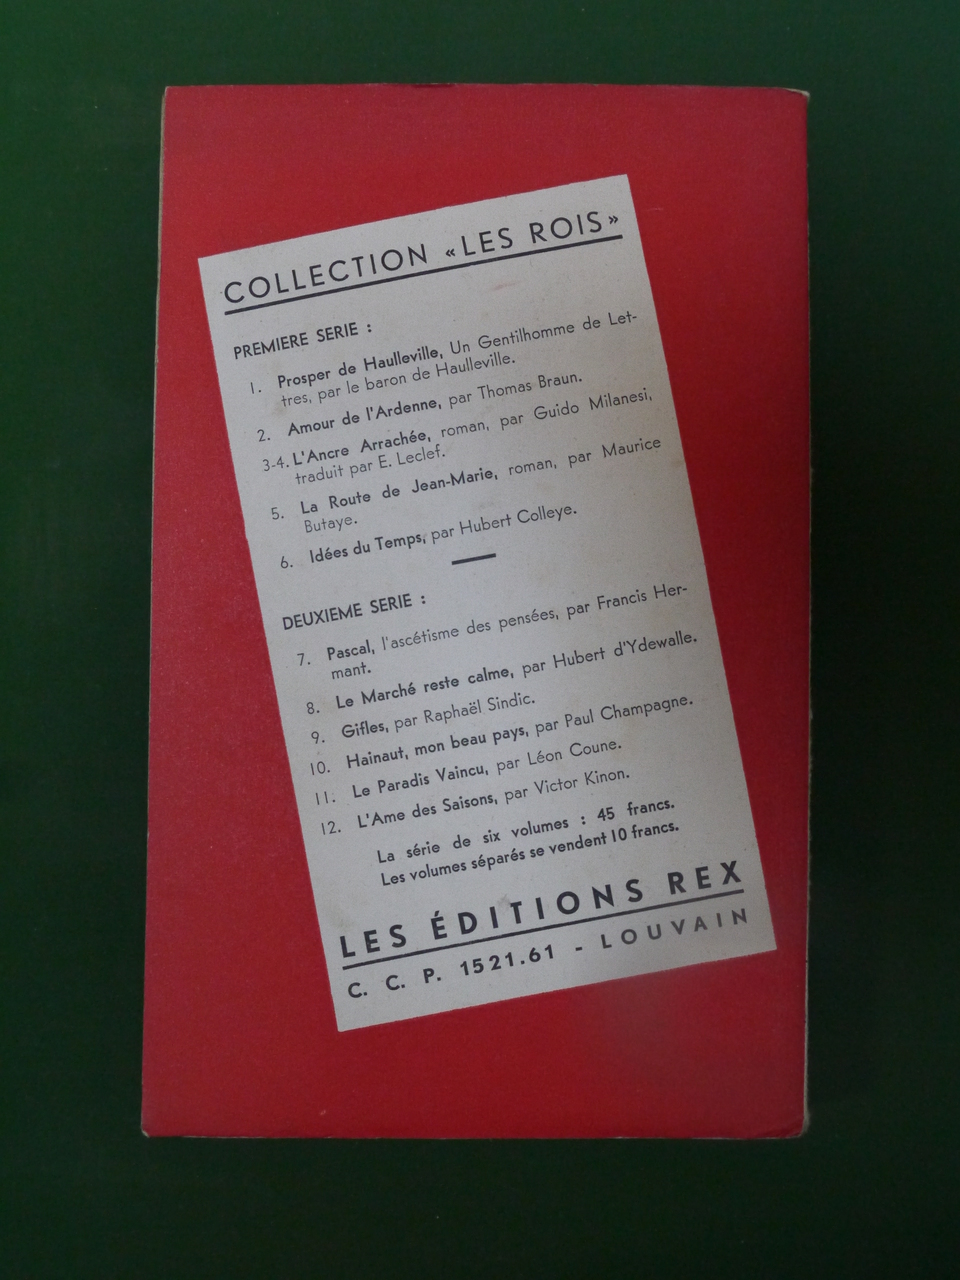 COLLECTION «LES ROIS»
PREMIERE SERIE :
1. Prosper de Haulleville, Un Gentilhomme de Let-
tres, par le baron de Haulleville.
2. Amour de l'Ardenne, par Thomas Braun.
3-4. L'Ancre Arrachée, roman, par Guido Milanesi,
traduit par E. Leclef.
5. La Route de Jean-Marie, roman, par Maurice
Butaye.
6. Idées du Temps, par Hubert Colleye.
DEUXIEME SERIE :
7. Pascal, l'ascétisme des pensées, par Francis Her-
mant.
8. Le Marché reste calme, par Hubert d'Ydewalle.
9. Gifles, par Raphaël Sindic.
10. Hainaut, mon beau pays, par Paul Champagne.
11. Le Paradis Vaincu, par Léon Coune.
12. L'Ame des Saisons, par Victor Kinon.
La série de six volumes : 45 francs.
Les volumes séparés se vendent 10 francs.
LES ÉDITIONS REX
C. C. P. 1521.61 - LOUVAIN